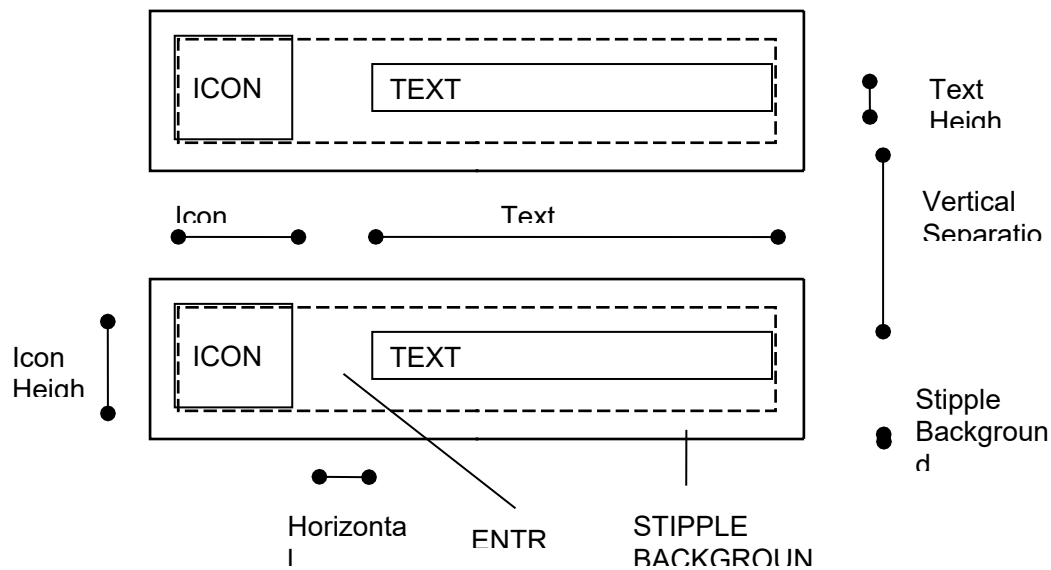 ICON
TEXT
Text
Heigh
Icon
Text
Vertical
Separatio
ICON
TEXT
Icon
Heigh
Stipple
Backgroun
d
Horizonta
l
ENTR
STIPPLE
BACKGROUN